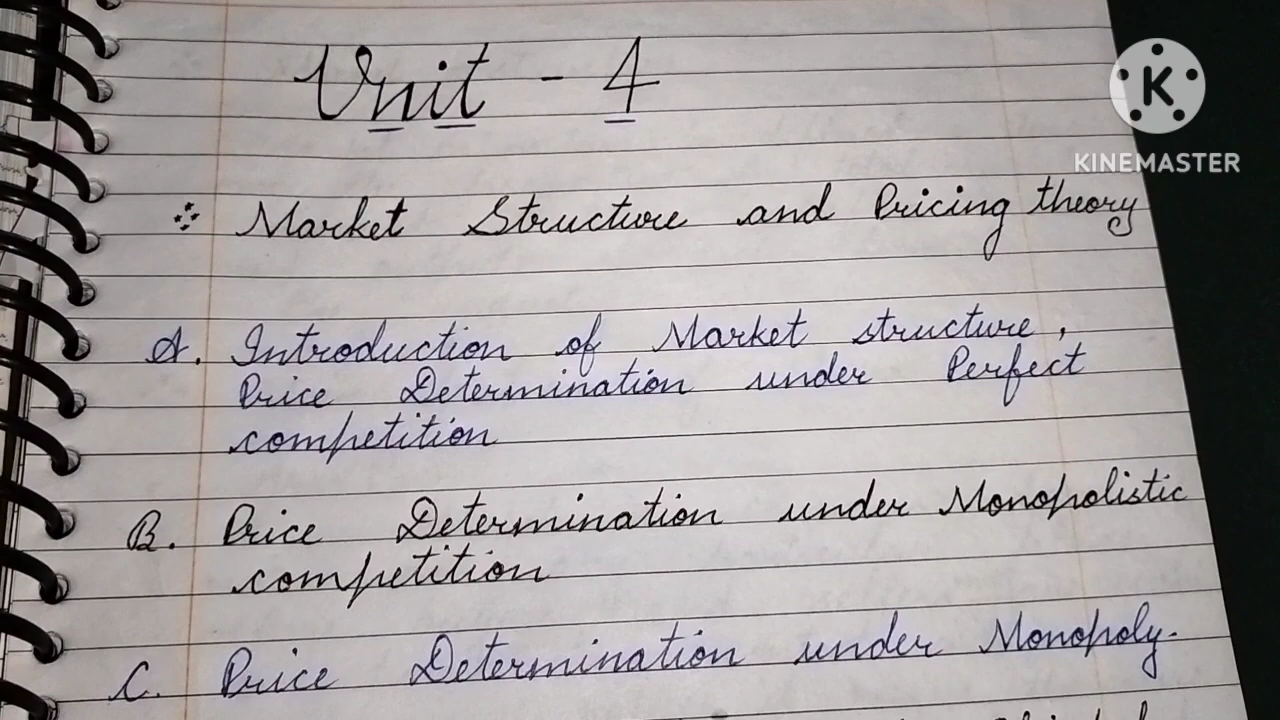 Unit - 4
K
KINEMASTER
Market Structure and Pricing theory
A. Introduction of Market structure,
Price Determination under Perfect
competition
B. Price Determination under Monopolistic
competition
C. Price Determination under Monopoly.